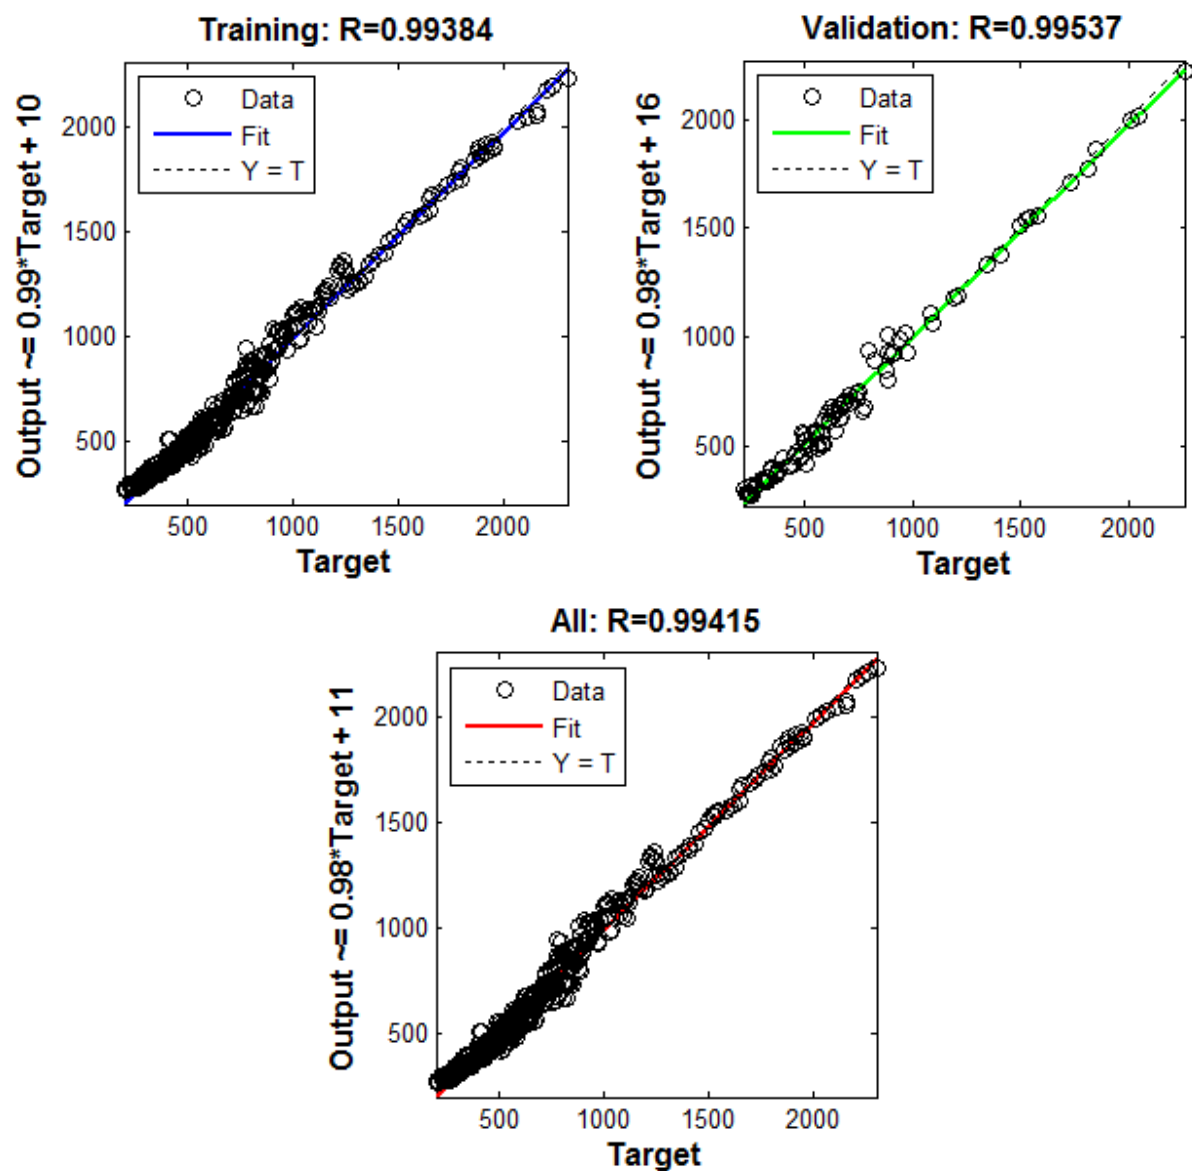 Training: R=0.99384
Output ~= 0.99*Target + 10
Data
Fit
Y = T
2000
1500
1000
500
500 1000 1500 2000
Target
Validation: R=0.99537
Output ~= 0.98*Target + 16
Data
Fit
Y = T
2000
1500
1000
500
500 1000 1500 2000
Target
All: R=0.99415
Output ~= 0.98*Target + 11
Data
Fit
Y = T
2000
1500
1000
500
500 1000 1500 2000
Target